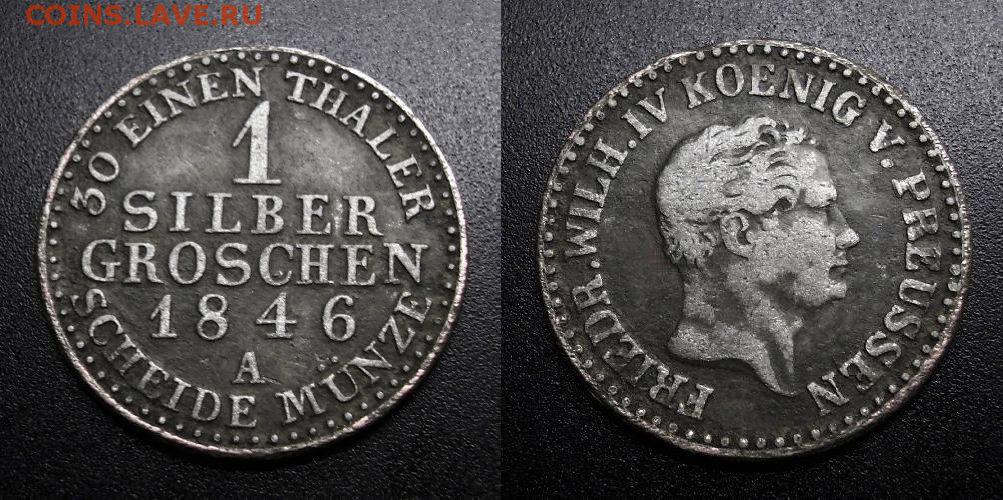 COINS.LAVE.RU
30 EINEN THALER
1
SILBER
GROSCHEN
1846
A
SCHEIDE MÜNZE
FRIEDR. WILH. IV KOENIG V. PREUSSEN